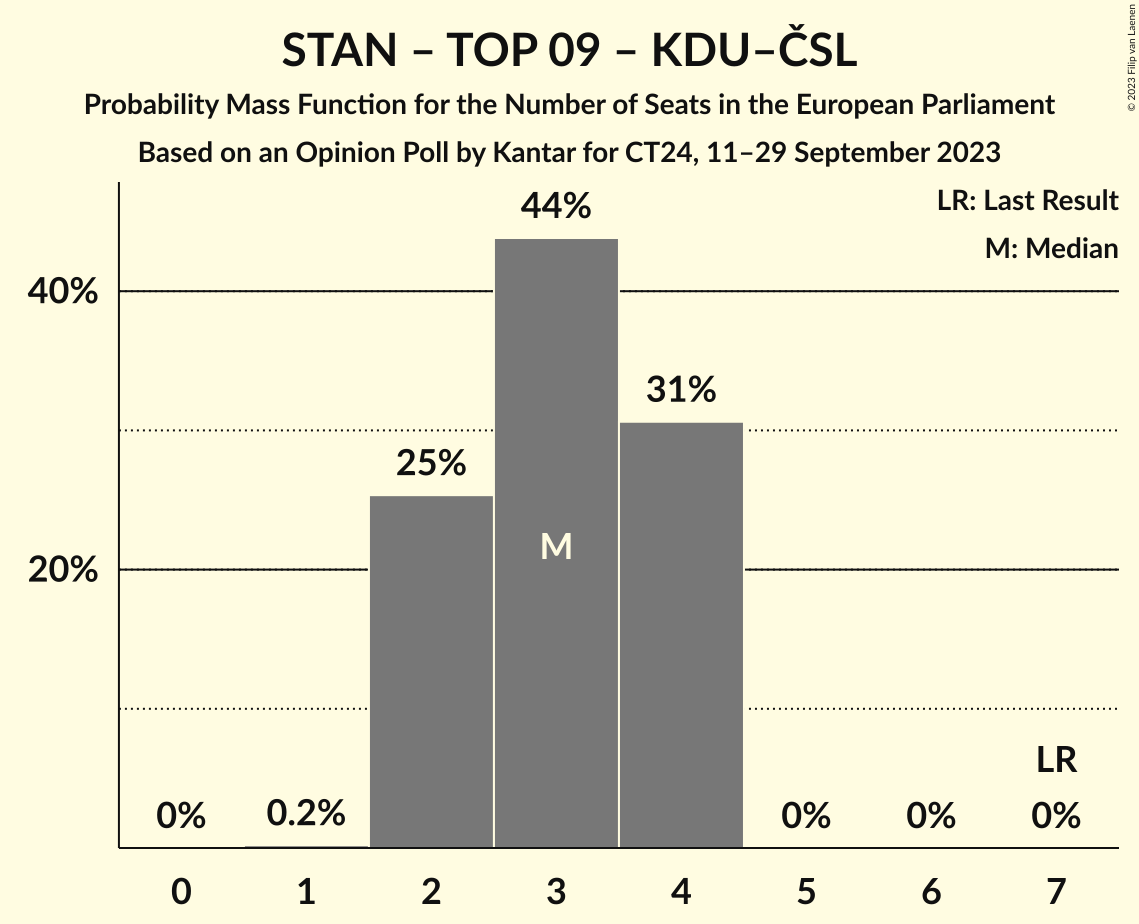 STAN – TOP 09 – KDU–ČSL
Probability Mass Function for the Number of Seats in the European Parliament
Based on an Opinion Poll by Kantar for CT24, 11–29 September 2023
© 2023 Filip van Laenen
LR: Last Result
M: Median
44%
40%
31%
25%
M
20%
LR
0%
0.2%
0%
0%
0%
0
1
2
3
4
5
6
7